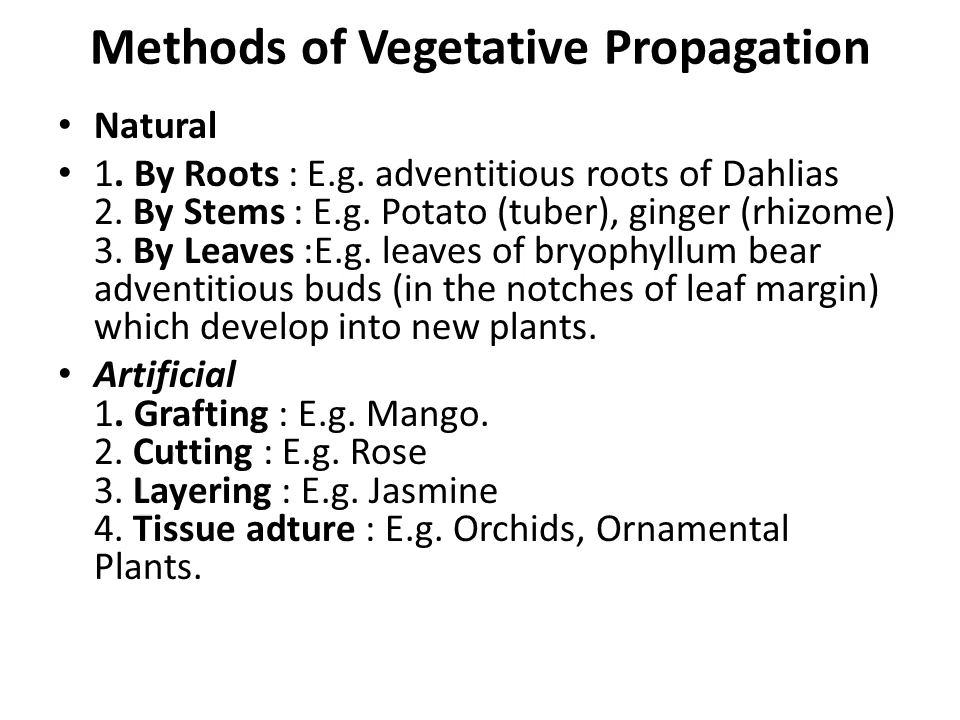 Methods of Vegetative Propagation
• Natural
• 1. By Roots : E.g. adventitious roots of Dahlias
2. By Stems : E.g. Potato (tuber), ginger (rhizome)
3. By Leaves :E.g. leaves of bryophyllum bear
adventitious buds (in the notches of leaf margin)
which develop into new plants.
• Artificial
1. Grafting : E.g. Mango.
2. Cutting : E.g. Rose
3. Layering : E.g. Jasmine
4. Tissue adture : E.g. Orchids, Ornamental
Plants.